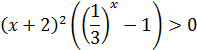 (x + 2)² ((1/3)ˣ − 1) > 0